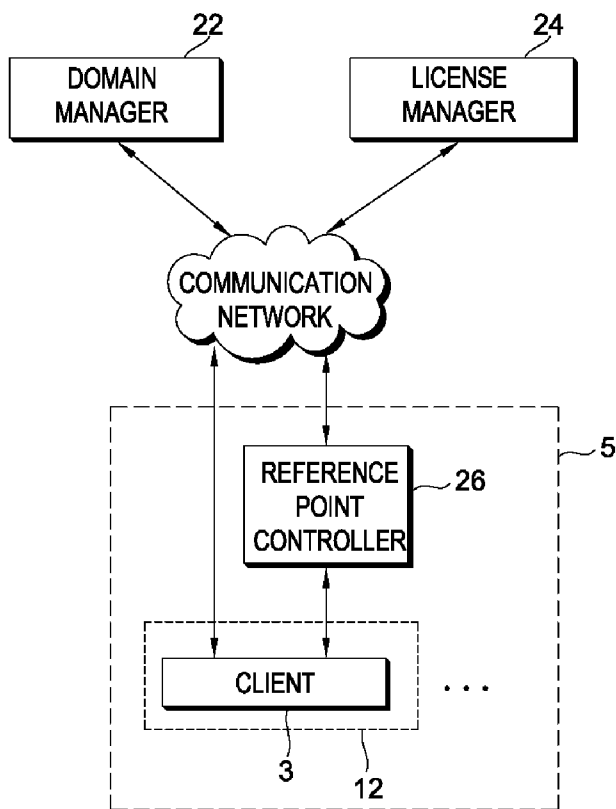 22
24
DOMAIN
MANAGER
LICENSE
MANAGER
COMMUNICATION
NETWORK
5
REFERENCE
POINT
CONTROLLER
26
CLIENT
...
3
12